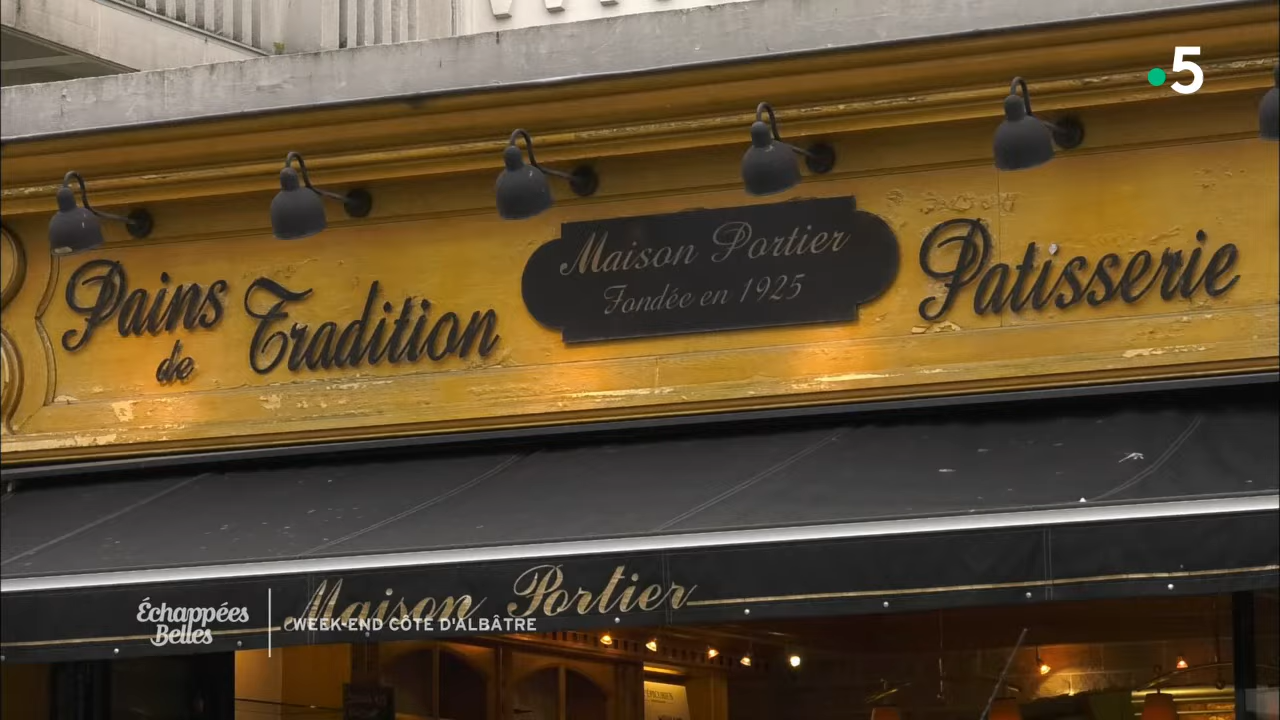 5
Maison Portier
Fondée en 1925
Pains
de
Tradition
Patisserie
Maison Portier
Échappées
Belles
WEEK-END CÔTE D'ALBÂTRE